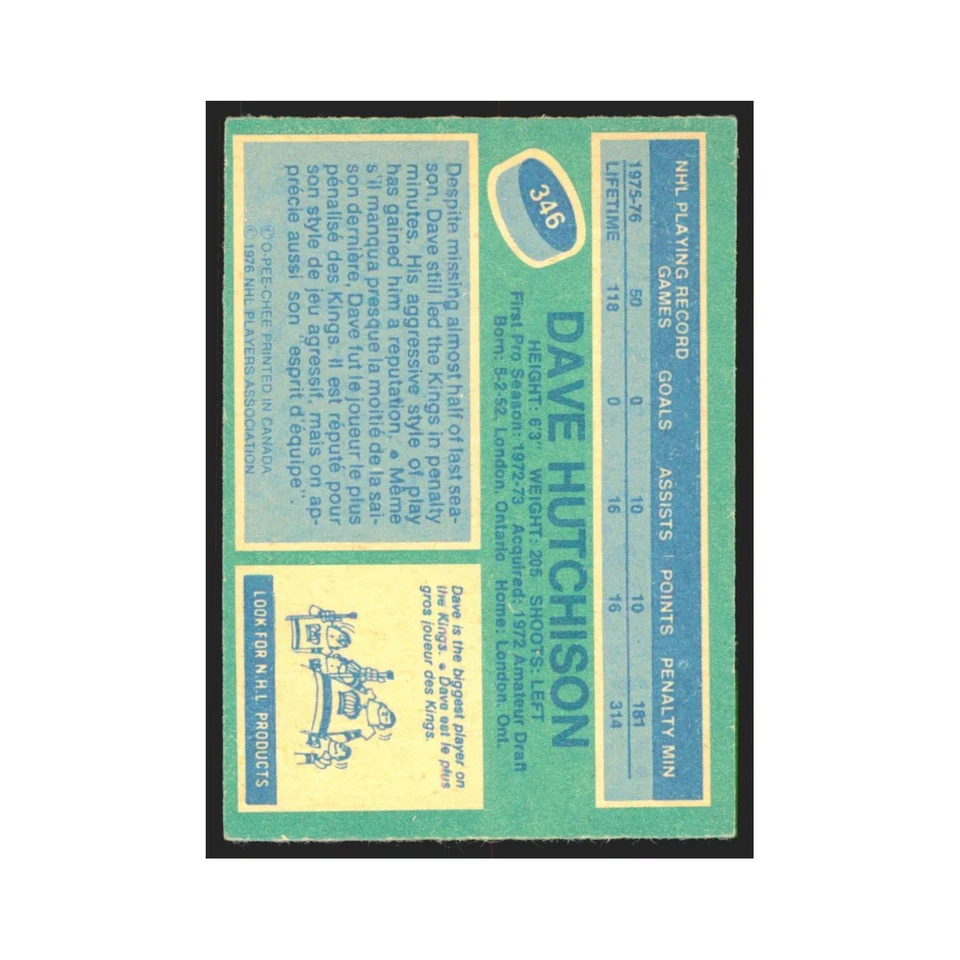 NHL PLAYING RECORD
GAMES GOALS ASSISTS POINTS PENALTY MIN
1975-76 50 0 10 10 181
LIFETIME 118 0 16 16 314
346
DAVE HUTCHISON
HEIGHT: 6'3" WEIGHT: 205 SHOOTS: LEFT
First Pro Season: 1972-73 Acquired: 1972 Amateur Draft
Born: 5-2-52, London, Ontario Home: London, Ont.
Despite missing almost half of last sea-
son, Dave still led the Kings in penalty
minutes. His aggressive style of play
has gained him a reputation. • Même
s'il manqua presque la moitié de la sai-
son dernière, Dave fut le joueur le plus
pénalisé des Kings. Il est réputé pour
son style de jeu agressif, mais on ap-
précie aussi son "esprit d'équipe".
© O-PEE-CHEE PRINTED IN CANADA
© 1976 NHL PLAYERS ASSOCIATION
Dave is the biggest player on
the Kings. • Dave est le plus
gros joueur des Kings.
LOOK FOR N.H.L PRODUCTS